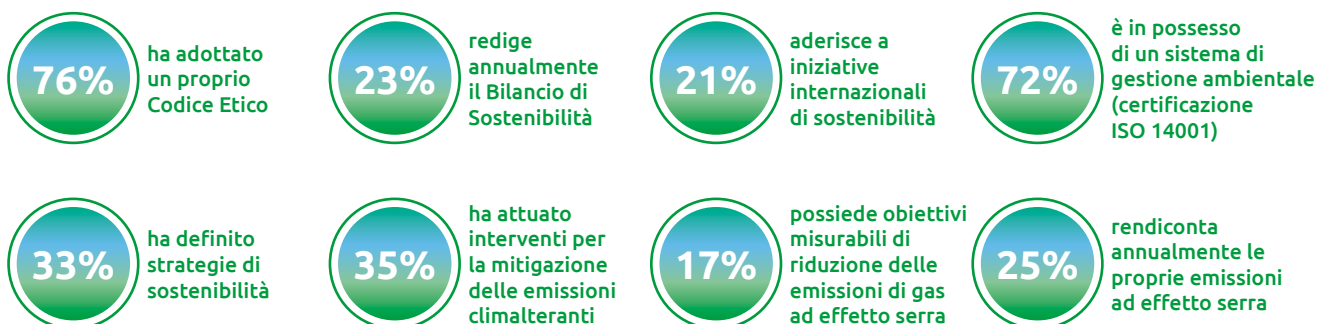 76%
ha adottato
un proprio
Codice Etico
23%
redige
annualmente
il Bilancio di
Sostenibilità
21%
aderisce a
iniziative
internazionali
di sostenibilità
72%
è in possesso
di un sistema di
gestione ambientale
(certificazione
ISO 14001)
33%
ha definito
strategie di
sostenibilità
35%
ha attuato
interventi per
la mitigazione
delle emissioni
climalteranti
17%
possiede obiettivi
misurabili di
riduzione delle
emissioni di gas
ad effetto serra
25%
rendiconta
annualmente le
proprie emissioni
ad effetto serra